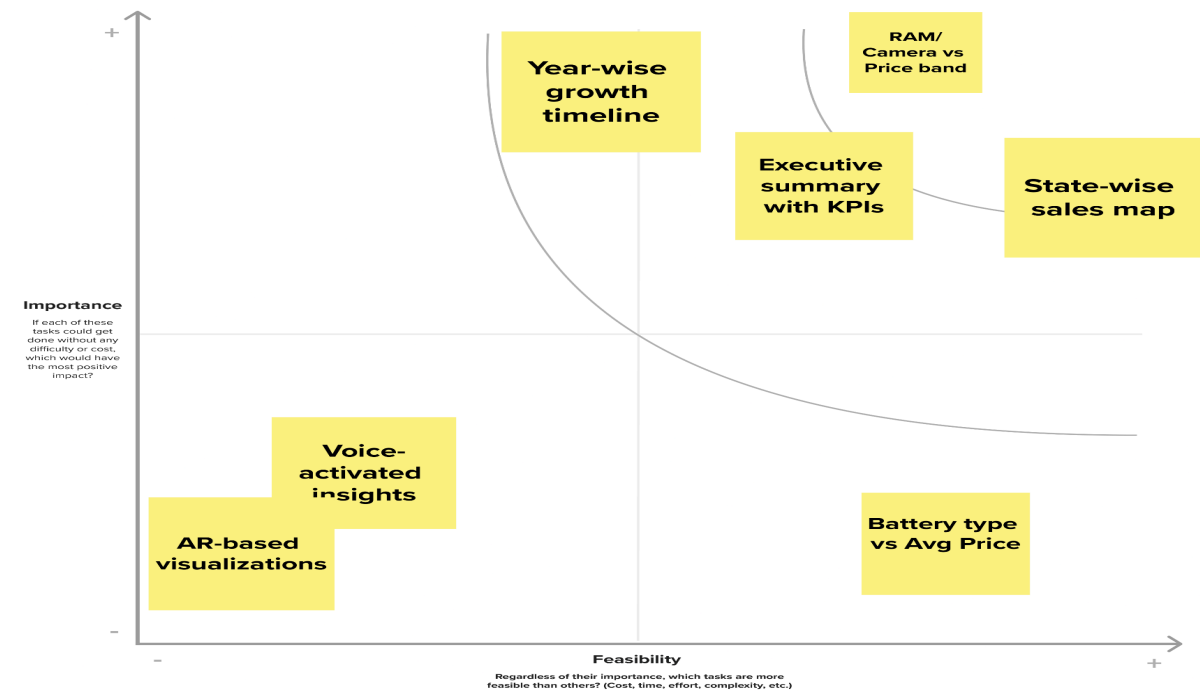 +
Year-wise
growth
timeline
RAM/
Camera vs
Price band
Executive
summary
with KPIs
State-wise
sales map
Importance
If each of these
tasks could get
done without any
difficulty or cost,
which would have
the most positive
impact?
Voice-
activated
insights
AR-based
visualizations
Battery type
vs Avg Price
-
-
Feasibility
+
Regardless of their importance, which tasks are more
feasible than others? (Cost, time, effort, complexity, etc.)